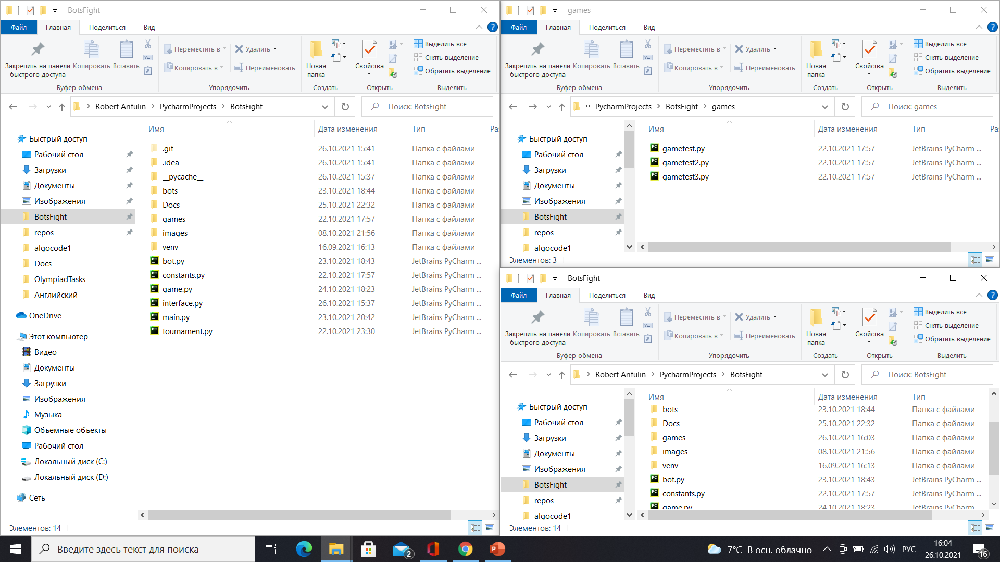 BotsFight
Файл Главная Поделиться Вид
Закрепить на панели быстрого доступа
Копировать
Вставить
Буфер обмена
Переместить в
Копировать в
Удалить
Переименовать
Упорядочить
Новая папка
Создать
Свойства
Открыть
Выделить все
Снять выделение
Обратить выделение
Выделить
Robert Arifulin PycharmProjects BotsFight
Поиск: BotsFight
Быстрый доступ
Рабочий стол
Загрузки
Документы
Изображения
BotsFight
repos
algocode1
Docs
OlympiadTasks
Английский
OneDrive
Этот компьютер
Видео
Документы
Загрузки
Изображения
Музыка
Объемные объекты
Рабочий стол
Локальный диск (C:)
Локальный диск (D:)
Сеть
Имя Дата изменения Тип Ра:
.git 26.10.2021 15:41 Папка с файлами
.idea 26.10.2021 15:41 Папка с файлами
__pycache__ 26.10.2021 15:37 Папка с файлами
bots 23.10.2021 18:44 Папка с файлами
Docs 25.10.2021 22:32 Папка с файлами
games 22.10.2021 17:57 Папка с файлами
images 08.10.2021 21:56 Папка с файлами
venv 16.09.2021 16:13 Папка с файлами
bot.py 23.10.2021 18:43 JetBrains PyCharm ...
constants.py 22.10.2021 17:57 JetBrains PyCharm ...
game.py 24.10.2021 18:23 JetBrains PyCharm ...
interface.py 26.10.2021 15:37 JetBrains PyCharm ...
main.py 23.10.2021 20:42 JetBrains PyCharm ...
tournament.py 22.10.2021 23:30 JetBrains PyCharm ...
Элементов: 14
games
Файл Главная Поделиться Вид
Закрепить на панели быстрого доступа
Копировать
Вставить
Буфер обмена
Переместить в
Копировать в
Удалить
Переименовать
Упорядочить
Новая папка
Создать
Свойства
Открыть
Выделить все
Снять выделение
Обратить выделение
Выделить
« PycharmProjects BotsFight games
Поиск: games
Быстрый доступ
Рабочий стол
Загрузки
Документы
Изображения
BotsFight
repos
algocode1
Имя Дата изменения Тип Ра:
gametest.py 22.10.2021 17:57 JetBrains PyCharm ...
gametest2.py 22.10.2021 17:57 JetBrains PyCharm ...
gametest3.py 22.10.2021 17:57 JetBrains PyCharm ...
Элементов: 3
BotsFight
Файл Главная Поделиться Вид
Закрепить на панели быстрого доступа
Копировать
Вставить
Буфер обмена
Переместить в
Копировать в
Удалить
Переименовать
Упорядочить
Новая папка
Создать
Свойства
Открыть
Выделить все
Снять выделение
Обратить выделение
Выделить
Robert Arifulin PycharmProjects BotsFight
Поиск: BotsFight
Быстрый доступ
Рабочий стол
Загрузки
Документы
Изображения
BotsFight
repos
algocode1
Имя Дата изменения Тип
bots 23.10.2021 18:44 Папка с файлами
Docs 25.10.2021 22:32 Папка с файлами
games 26.10.2021 16:03 Папка с файлами
images 08.10.2021 21:56 Папка с файлами
venv 16.09.2021 16:13 Папка с файлами
bot.py 23.10.2021 18:43 JetBrains PyCharm ...
constants.py 22.10.2021 17:57 JetBrains PyCharm ...
game.py 24.10.2021 18:23 JetBrains PyCharm ...
Элементов: 14
Введите здесь текст для поиска
2
7°C В осн. облачно
РУС
16:04
26.10.2021
16